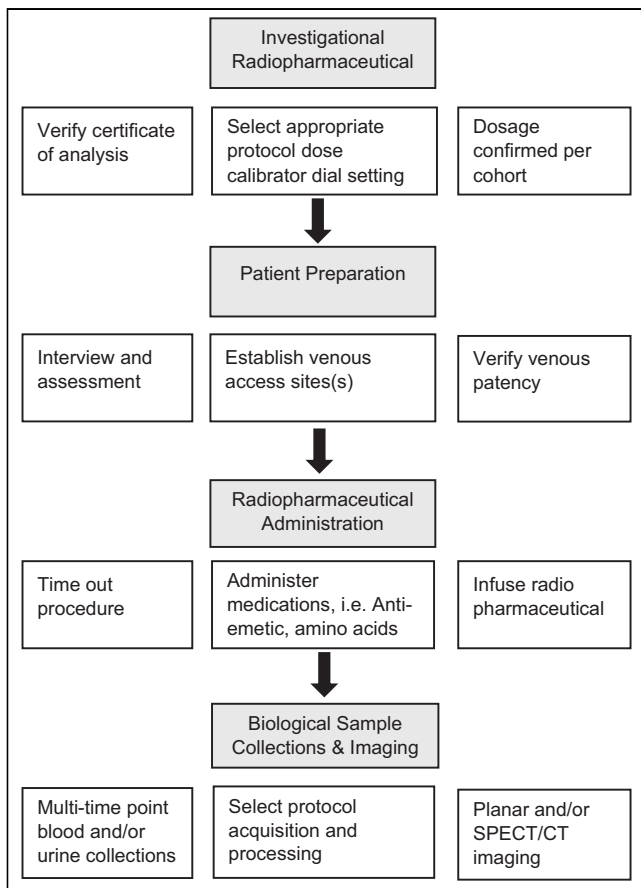 Investigational
Radiopharmaceutical
Verify certificate
of analysis
Select appropriate
protocol dose
calibrator dial setting
Dosage
confirmed per
cohort
Patient Preparation
Interview and
assessment
Establish venous
access sites(s)
Verify venous
patency
Radiopharmaceutical
Administration
Time out
procedure
Administer
medications, i.e. Anti-
emetic, amino acids
Infuse radio
pharmaceutical
Biological Sample
Collections & Imaging
Multi-time point
blood and/or
urine collections
Select protocol
acquisition and
processing
Planar and/or
SPECT/CT
imaging